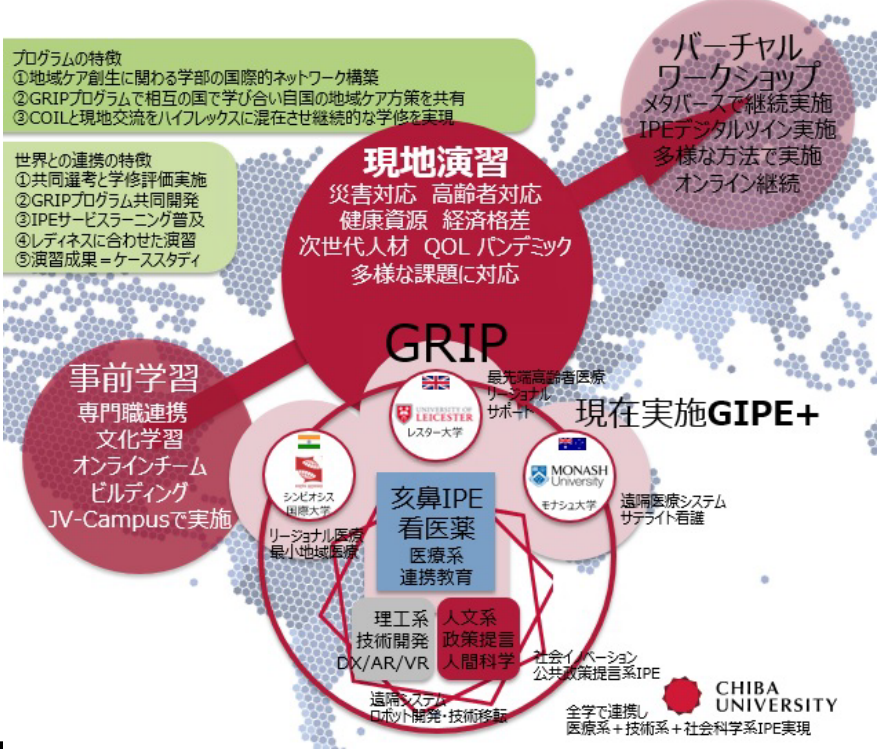 プログラムの特徴
①地域ケア創生に関わる学部の国際的ネットワーク構築
②GRIPプログラムで相互の国で学び合い自国の地域ケア方策を共有
③COILと現地交流をハイフレックスに混在させ継続的な学修を実現
世界との連携の特徴
①共同選考と学修評価実施
②GRIPプログラム共同開発
③IPEサービスラーニング普及
④レディネスに合わせた演習
⑤演習成果＝ケーススタディ
バーチャル
ワークショップ
メタバースで継続実施
IPEデジタルツイン実施
多様な方法で実施
オンライン継続
現地演習
災害対応 高齢者対応
健康資源 経済格差
次世代人材 QOL パンデミック
多様な課題に対応
事前学習
専門職連携
文化学習
オンラインチーム
ビルディング
JV-Campusで実施
GRIP
現在実施GIPE+
UNIVERSITY OF
LEICESTER
レスター大学
最先端高齢者医療
リージョナル
サポート
シンビオシス
国際大学
リージョナル医療
最小地域医療
MONASH
University
モナシュ大学
遠隔医療システム
サテライト看護
亥鼻IPE
看医薬
医療系
連携教育
理工系
技術開発
DX/AR/VR
人文系
政策提言
人間科学
社会イノベーション
公共政策提言系IPE
遠隔システム
ロボット開発・技術移転
CHIBA
UNIVERSITY
全学で連携し
医療系＋技術系＋社会科学系IPE実現